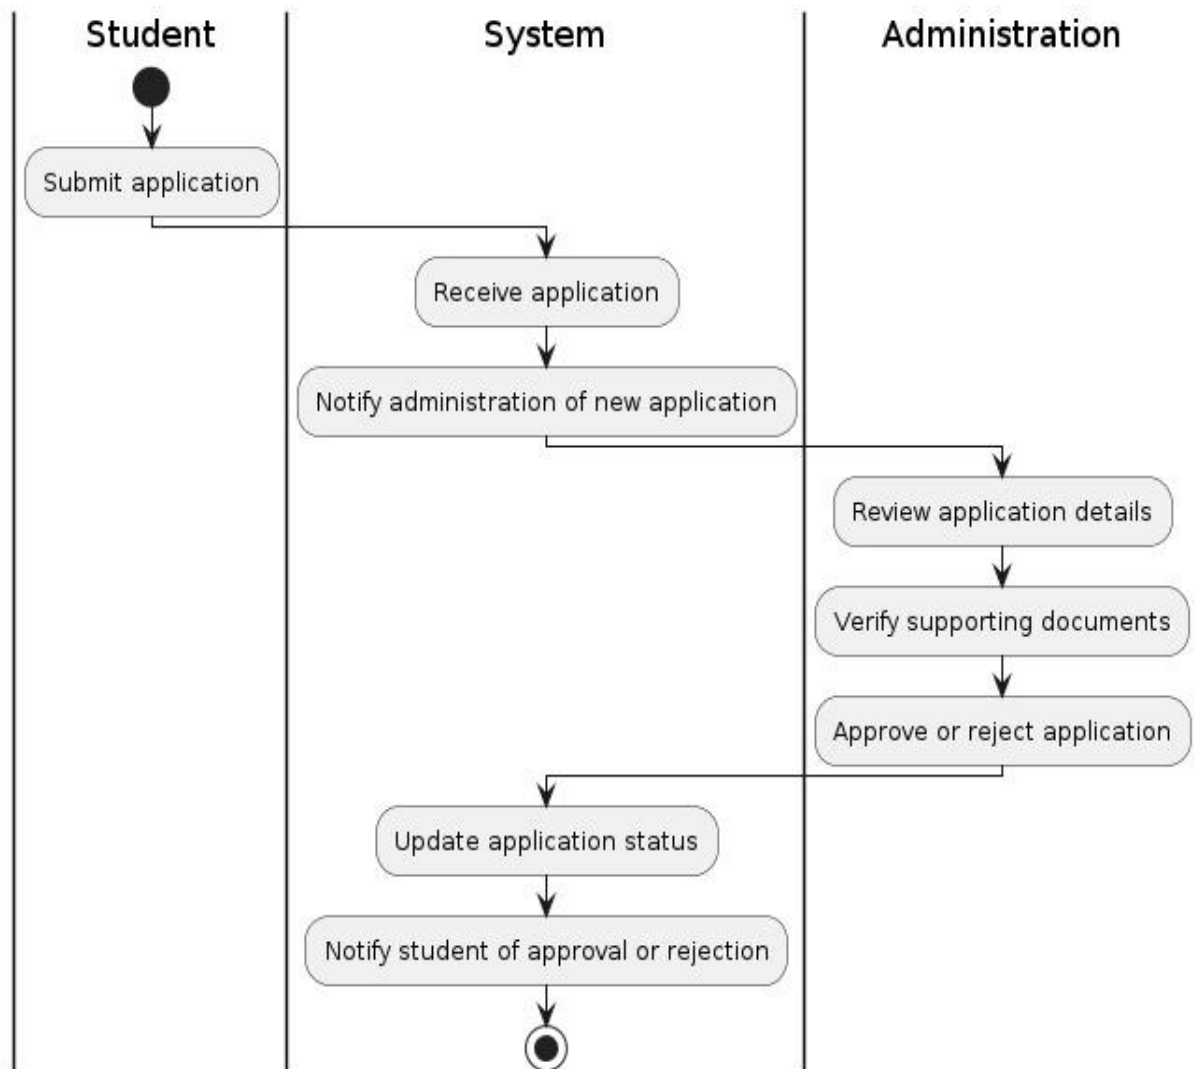 Student
System
Administration
Submit application
Receive application
Notify administration of new application
Review application details
Verify supporting documents
Approve or reject application
Update application status
Notify student of approval or rejection